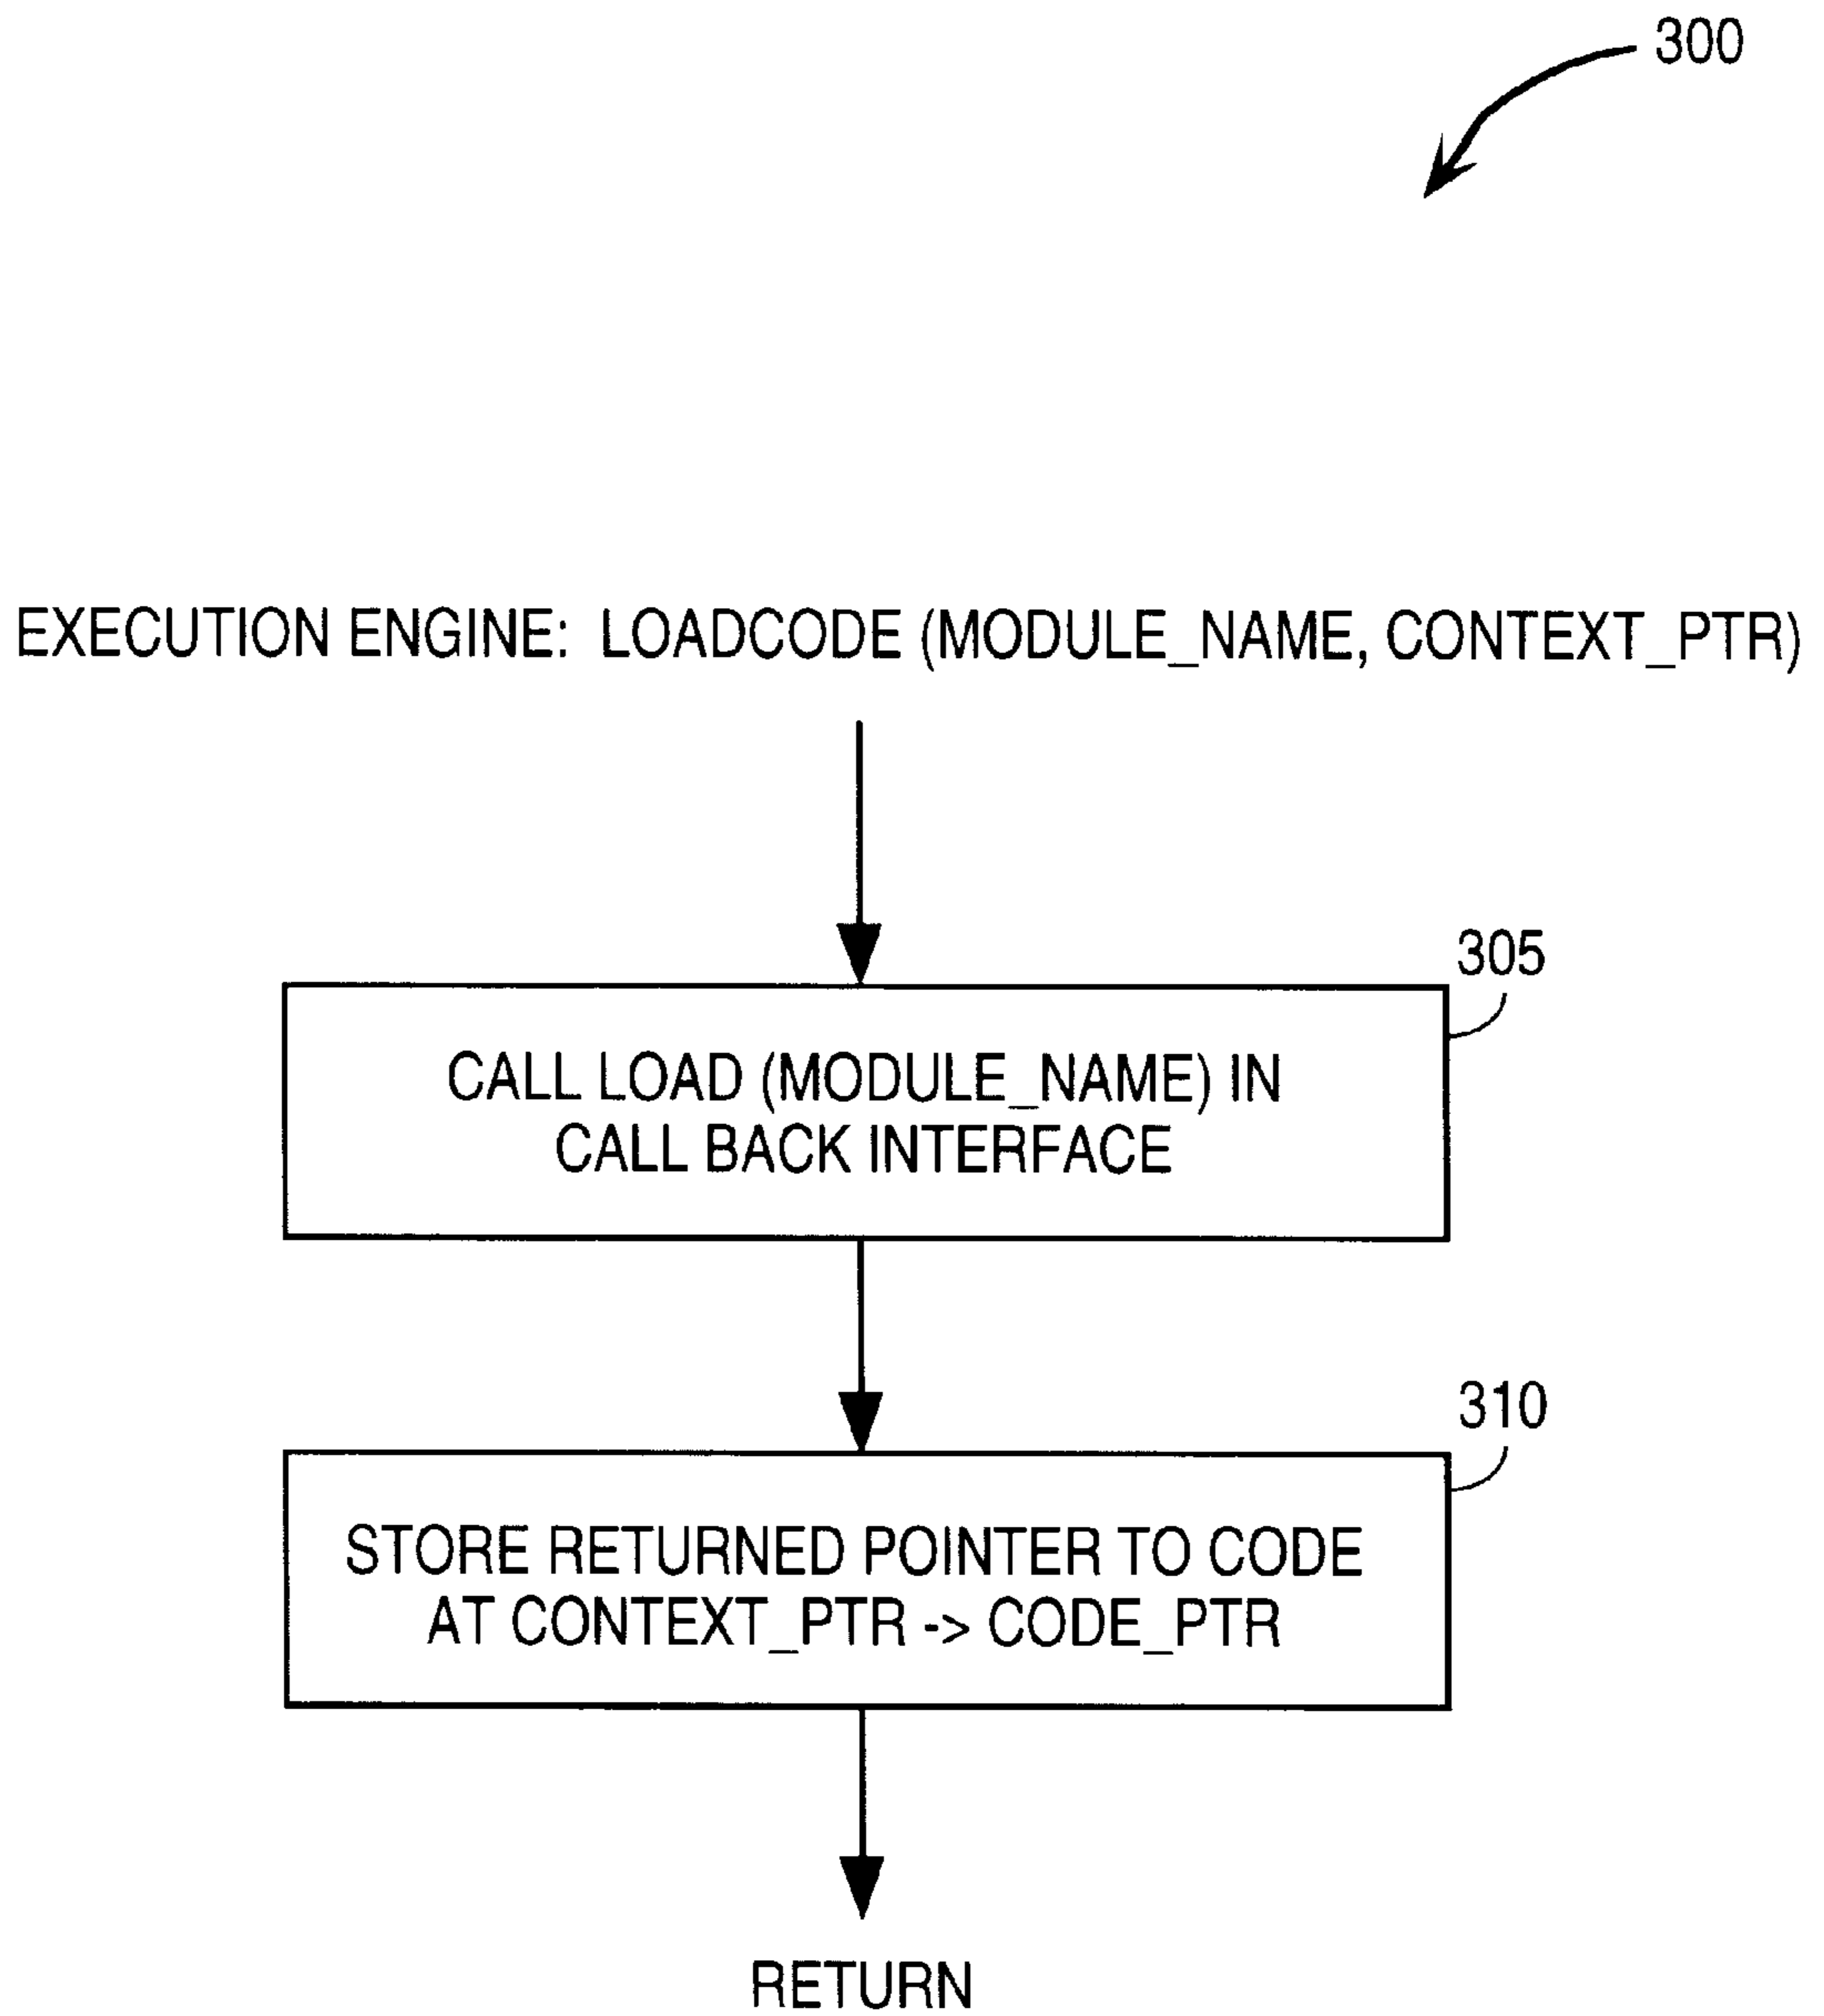 300
EXECUTION ENGINE: LOADCODE (MODULE_NAME, CONTEXT_PTR)
305
CALL LOAD (MODULE_NAME) IN
CALL BACK INTERFACE
310
STORE RETURNED POINTER TO CODE
AT CONTEXT_PTR -> CODE_PTR
RETURN